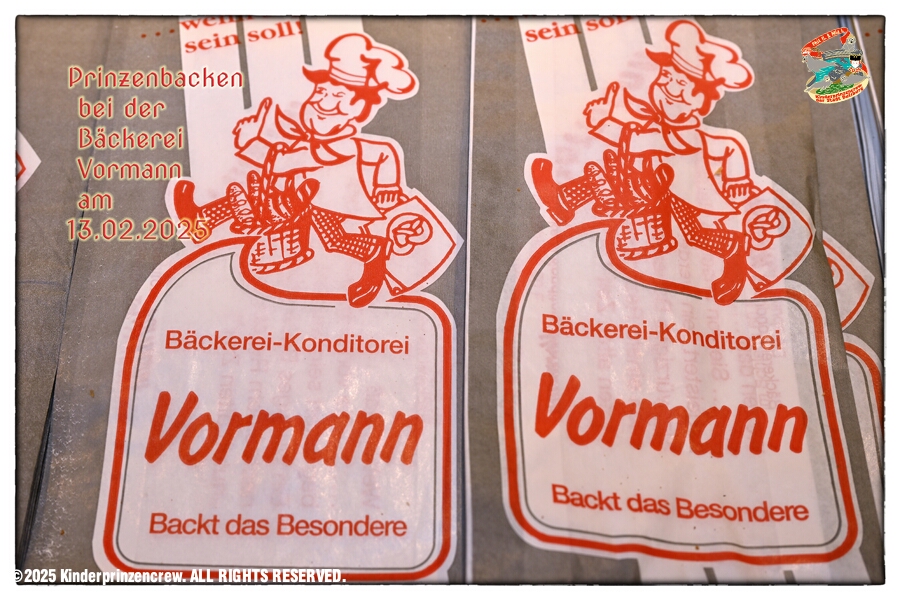 sein soll!
sein soll!
Prinzenbacken
bei der
Bäckerei
Vormann
am
13.02.2025
Bäckerei-Konditorei
Vormann
Backt das Besondere
Bäckerei-Konditorei
Vormann
Backt das Besondere
©2025 Kinderprinzencrew. ALL RIGHTS RESERVED.